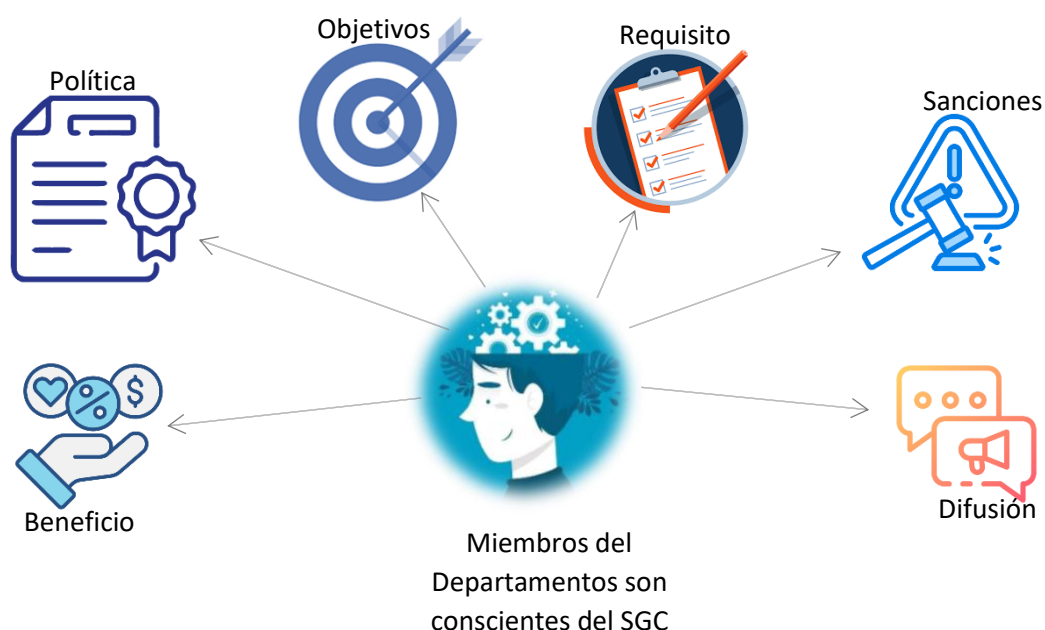 Objetivos
Requisito
Política
Sanciones
Beneficio
Difusión
Miembros del
Departamentos son
conscientes del SGC